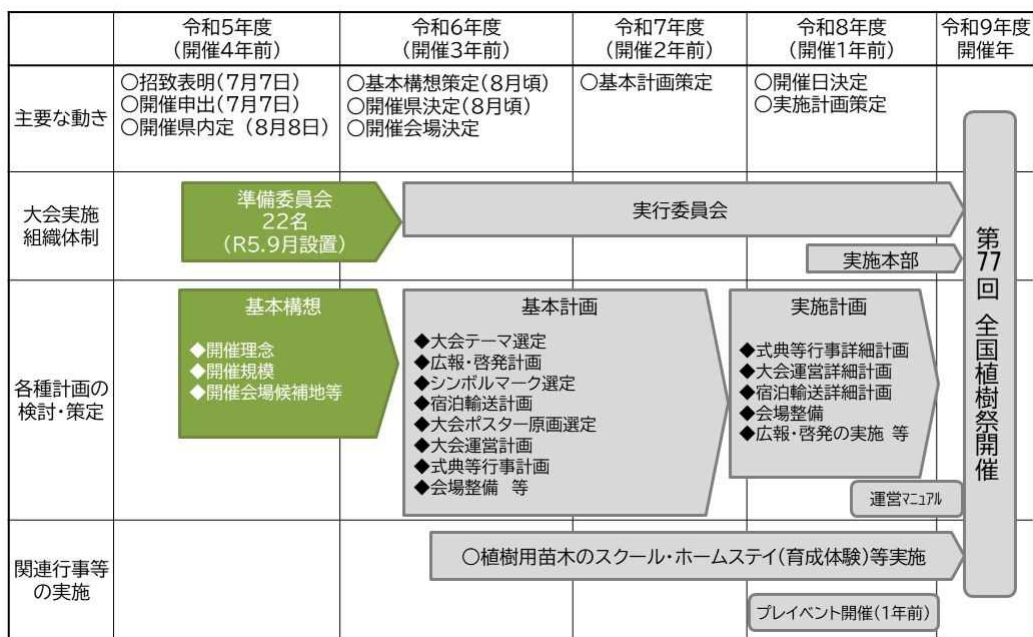 令和5年度
(開催4年前)
令和6年度
(開催3年前)
令和7年度
(開催2年前)
令和8年度
(開催1年前)
令和9年度
開催年
主要な動き
○招致表明(7月7日)
○開催申出(7月7日)
○開催県内定 (8月8日)
○基本構想策定(8月頃)
○開催県決定(8月頃)
○開催会場決定
○基本計画策定
○開催日決定
○実施計画策定
大会実施
組織体制
準備委員会
22名
(R5.9月設置)
実行委員会
実施本部
各種計画の
検討・策定
基本構想
◆開催理念
◆開催規模
◆開催会場候補地等
基本計画
◆大会テーマ選定
◆広報・啓発計画
◆シンボルマーク選定
◆宿泊輸送計画
◆大会ポスター原画選定
◆大会運営計画
◆式典等行事計画
◆会場整備 等
実施計画
◆式典等行事詳細計画
◆大会運営詳細計画
◆宿泊輸送詳細計画
◆会場整備
◆広報・啓発の実施 等
運営マニュアル
関連行事等
の実施
○植樹用苗木のスクール・ホームステイ(育成体験)等実施
プレイベント開催(1年前)
第77回 全国植樹祭開催